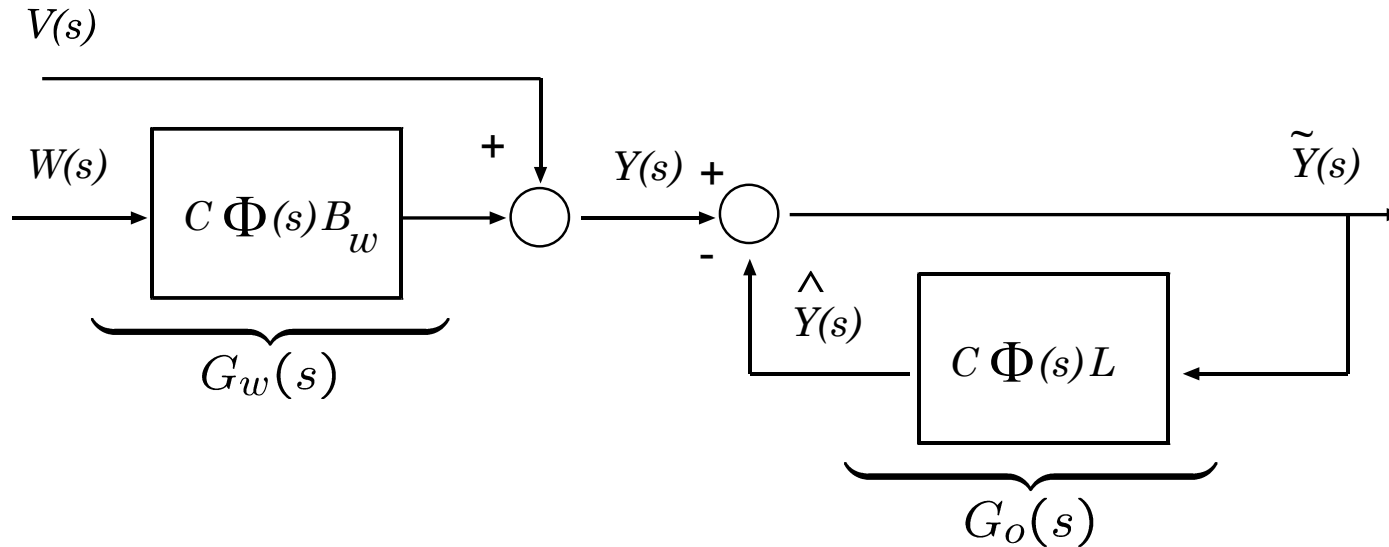 V(s)
W(s)
C Φ(s)B_w
+
Y(s)
+
-
Ỹ(s)
Ŷ(s)
C Φ(s)L
G_w(s)
G_o(s)